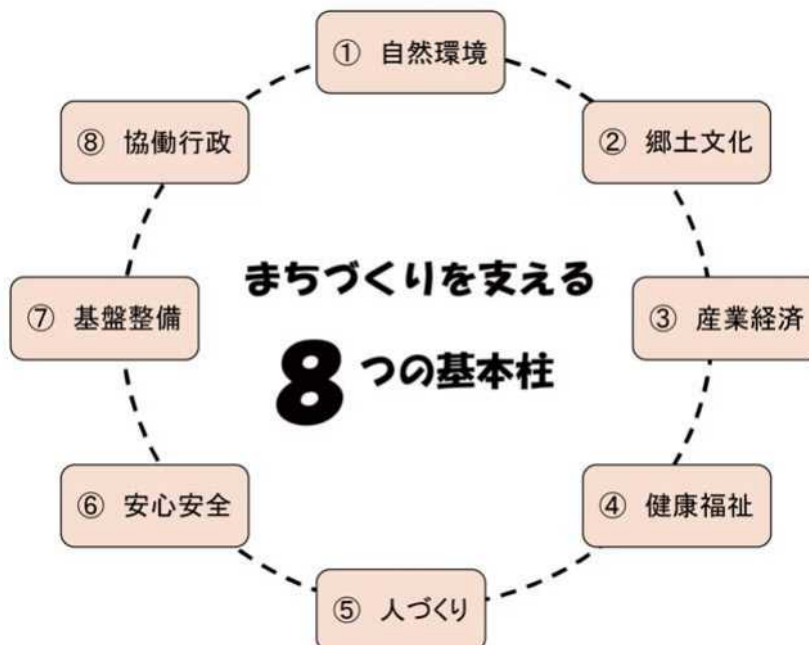 ① 自然環境
② 郷土文化
③ 産業経済
④ 健康福祉
⑤ 人づくり
⑥ 安心安全
⑦ 基盤整備
⑧ 協働行政
まちづくりを支える
8つの基本柱